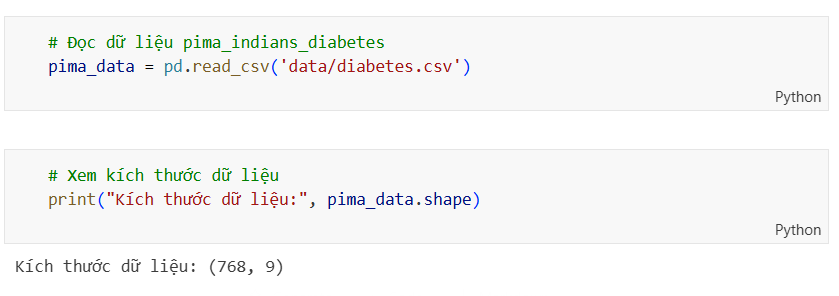 # Đọc dữ liệu pima_indians_diabetes
pima_data = pd.read_csv('data/diabetes.csv')
Python
# Xem kích thước dữ liệu
print("Kích thước dữ liệu:", pima_data.shape)
Python
Kích thước dữ liệu: (768, 9)